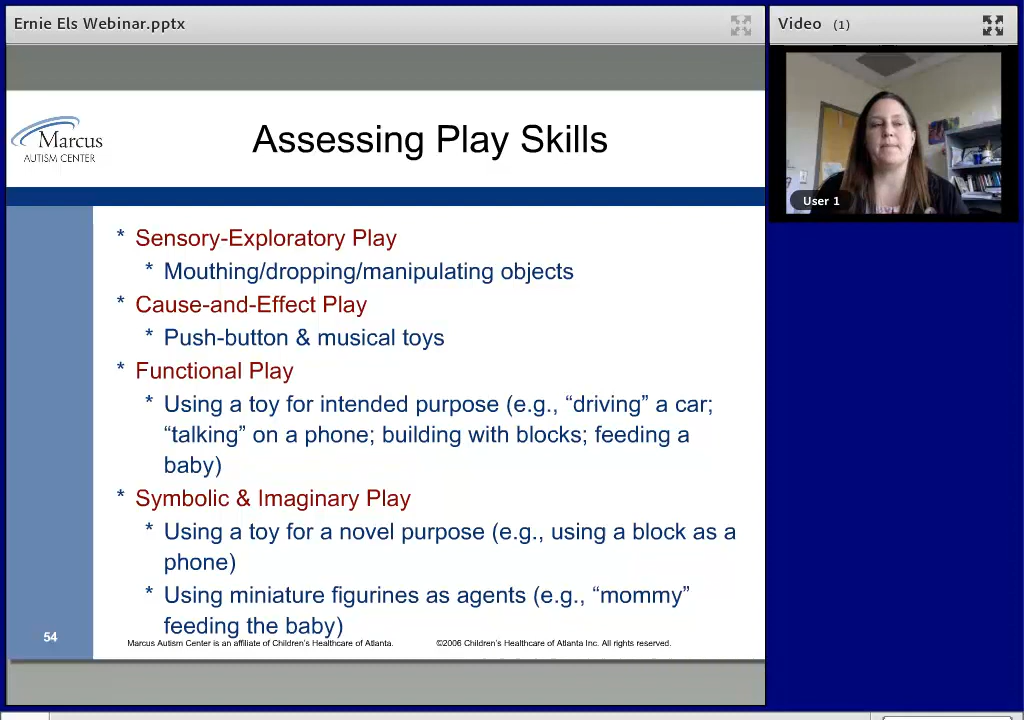 Ernie Els Webinar.pptx
Video (1)
Marcus
AUTISM CENTER
Assessing Play Skills
User 1
* Sensory-Exploratory Play
* Mouthing/dropping/manipulating objects
* Cause-and-Effect Play
* Push-button & musical toys
* Functional Play
* Using a toy for intended purpose (e.g., “driving” a car;
“talking” on a phone; building with blocks; feeding a
baby)
* Symbolic & Imaginary Play
* Using a toy for a novel purpose (e.g., using a block as a
phone)
* Using miniature figurines as agents (e.g., “mommy”
feeding the baby)
54
Marcus Autism Center is an affiliate of Children’s Healthcare of Atlanta.
©2006 Children’s Healthcare of Atlanta Inc. All rights reserved.